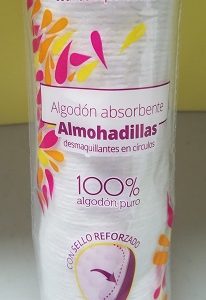 Algodón absorbente
Almohadillas
desmaquillantes en círculos
100%
algodón puro
CON SELLO REFORZADO